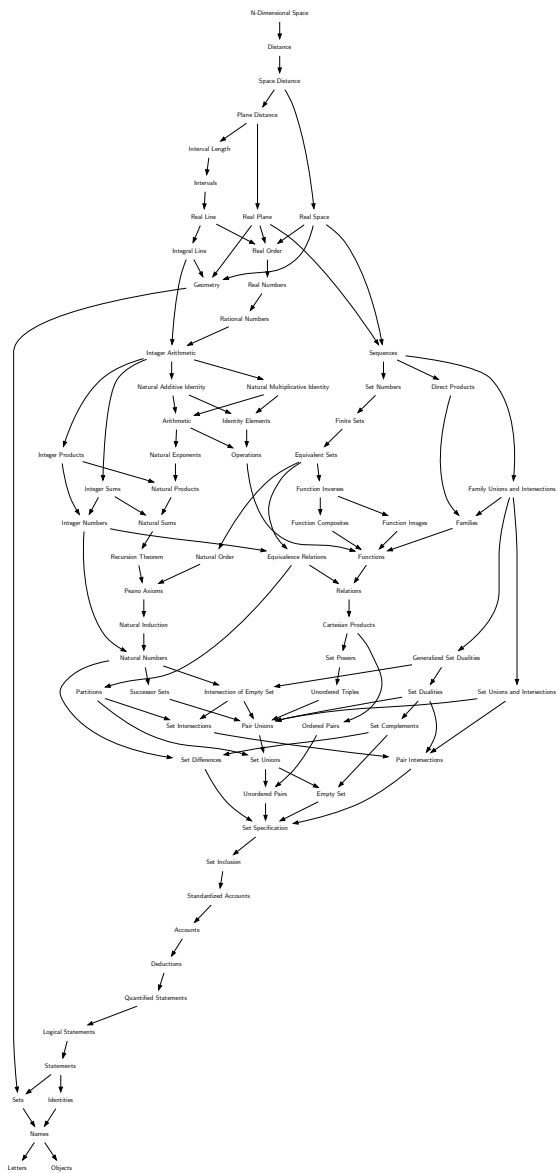 N-Dimensional Space
Distance
Space Distance
Plane Distance
Interval Length
Intervals
Real Line
Real Plane
Real Space
Integral Line
Real Order
Geometry
Real Numbers
Rational Numbers
Integer Arithmetic
Sequences
Natural Additive Identity
Natural Multiplicative Identity
Set Numbers
Direct Products
Arithmetic
Identity Elements
Finite Sets
Integer Products
Natural Exponents
Operations
Equivalent Sets
Integer Sums
Natural Products
Function Inverses
Family Unions and Intersections
Integer Numbers
Natural Sums
Function Composites
Function Images
Families
Recursion Theorem
Natural Order
Equivalence Relations
Functions
Peano Axioms
Relations
Natural Induction
Cartesian Products
Natural Numbers
Set Powers
Generalized Set Dualities
Partitions
Successor Sets
Intersection of Empty Set
Unordered Triples
Set Dualities
Set Unions and Intersections
Set Intersections
Pair Unions
Ordered Pairs
Set Complements
Set Differences
Set Unions
Pair Intersections
Unordered Pairs
Empty Set
Set Specification
Set Inclusion
Standardized Accounts
Accounts
Deductions
Quantified Statements
Logical Statements
Statements
Sets
Identities
Names
Letters
Objects